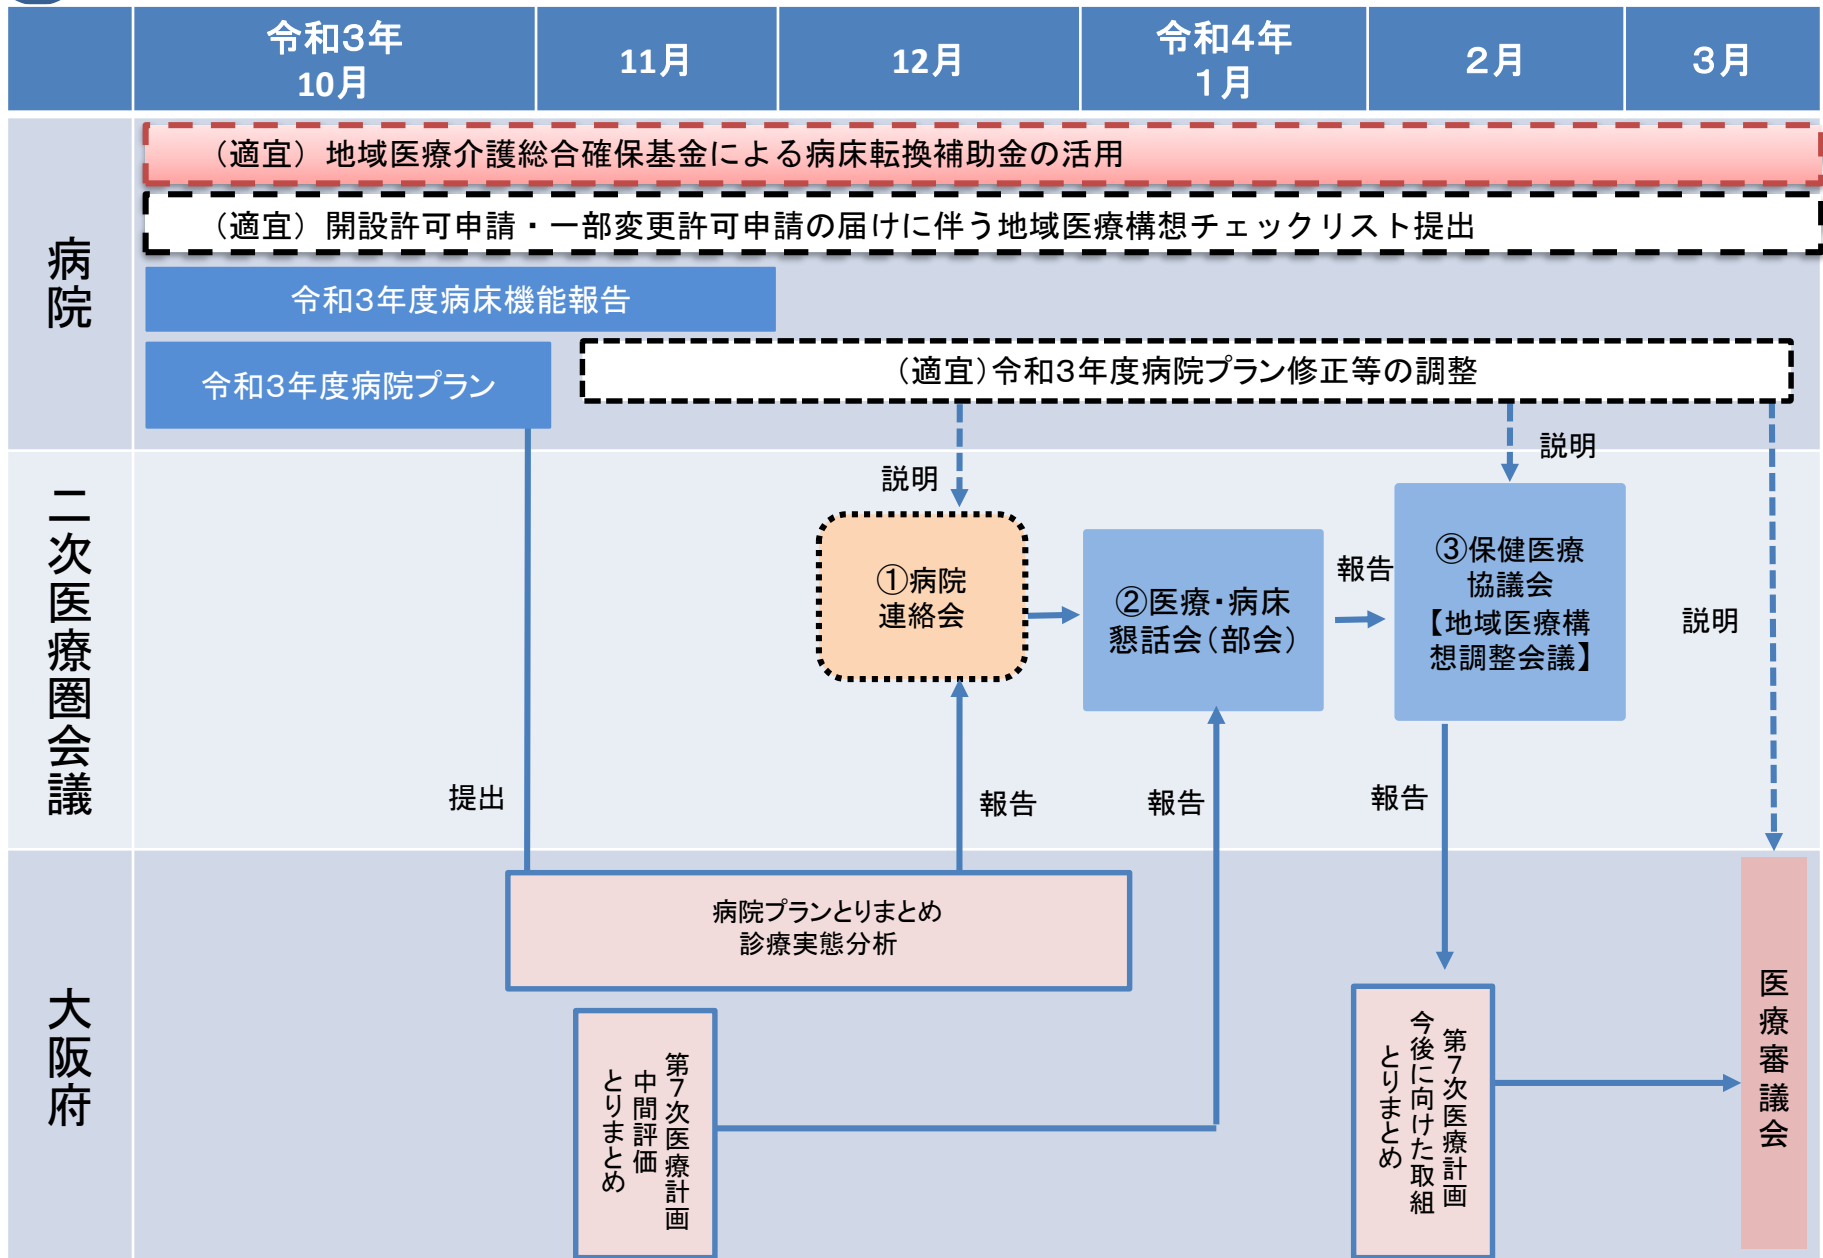 令和3年
10月
11月
12月
令和4年
1月
2月
3月
病院
（適宜）地域医療介護総合確保基金による病床転換補助金の活用
（適宜）開設許可申請・一部変更許可申請の届けに伴う地域医療構想チェックリスト提出
令和3年度病床機能報告
令和3年度病院プラン
（適宜）令和3年度病院プラン修正等の調整
二次医療圏会議
説明
説明
説明
①病院
連絡会
②医療・病床
懇話会（部会）
報告
③保健医療
協議会
【地域医療構
想調整会議】
提出
報告
報告
報告
大阪府
病院プランとりまとめ
診療実態分析
第7次医療計画
中間評価
とりまとめ
第7次医療計画
今後に向けた取組
とりまとめ
医療審議会